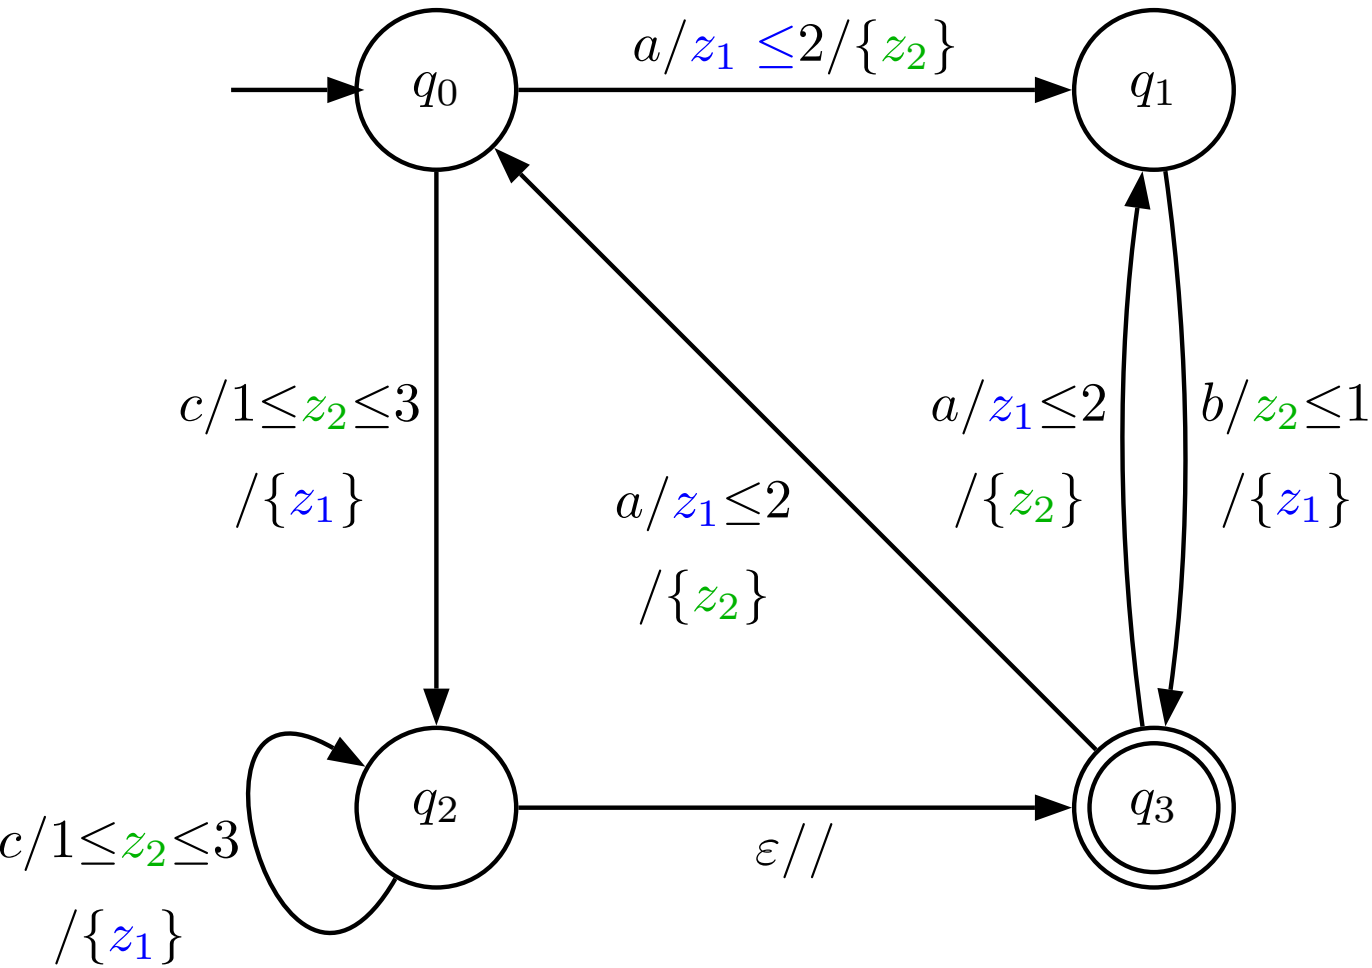 a/z₁ ≤2/{z₂}
q₀
q₁
c/1≤z₂≤3
/{z₁}
a/z₁≤2
/{z₂}
a/z₁≤2
/{z₂}
b/z₂≤1
/{z₁}
q₂
q₃
c/1≤z₂≤3
/{z₁}
ε//